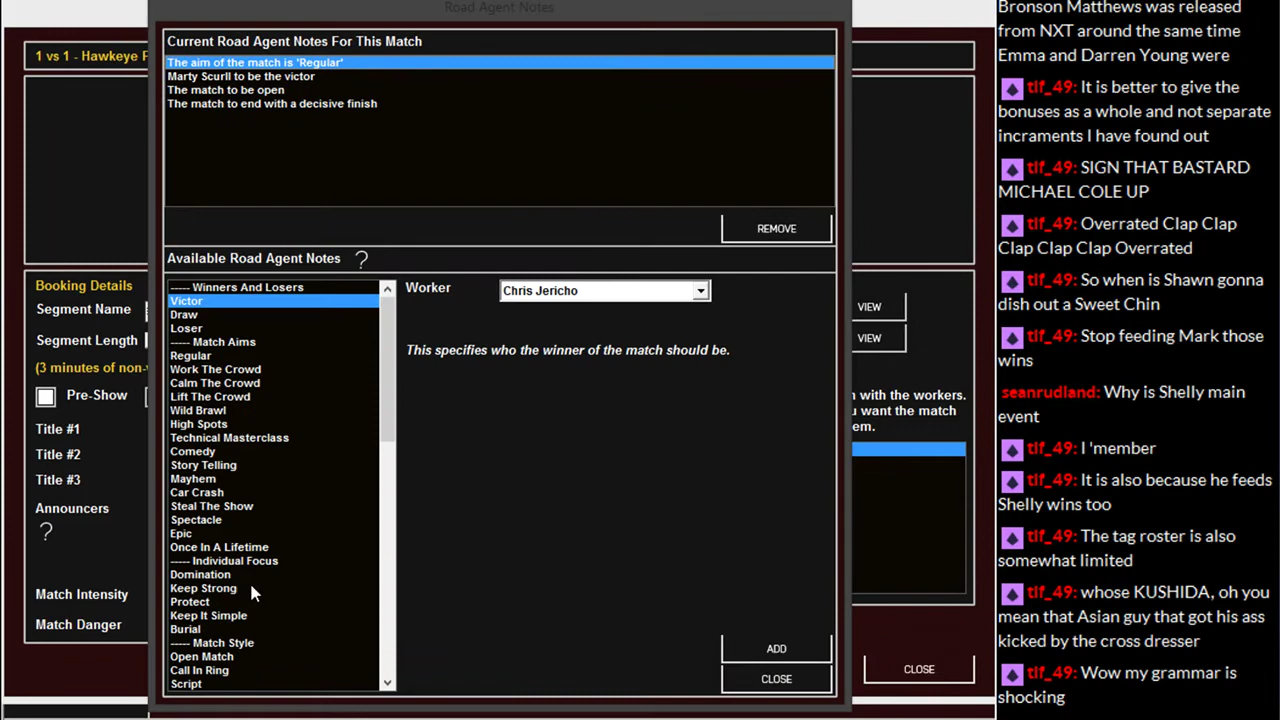 Road Agent Notes
Current Road Agent Notes For This Match
The aim of the match is 'Regular'
Marty Scurll to be the victor
The match to be open
The match to end with a decisive finish
REMOVE
Available Road Agent Notes ?
----- Winners And Losers
Victor
Draw
Loser
----- Match Aims
Regular
Work The Crowd
Calm The Crowd
Lift The Crowd
Wild Brawl
High Spots
Technical Masterclass
Comedy
Story Telling
Mayhem
Car Crash
Steal The Show
Spectacle
Epic
Once In A Lifetime
----- Individual Focus
Domination
Keep Strong
Protect
Keep It Simple
Burial
----- Match Style
Open Match
Call In Ring
Script
Worker
Chris Jericho
This specifies who the winner of the match should be.
ADD
CLOSE
1 vs 1 - Hawkeye
Booking Details
Segment Name
Segment Length
(3 minutes of non-
Pre-Show
Title #1
Title #2
Title #3
Announcers
?
Match Intensity
Match Danger
VIEW
VIEW
with the workers.
want the match
em.
CLOSE
Bronson Matthews was released
from NXT around the same time
Emma and Darren Young were
tlf_49: It is better to give the
bonuses as a whole and not separate
incraments I have found out
tlf_49: SIGN THAT BASTARD
MICHAEL COLE UP
tlf_49: Overrated Clap Clap
Clap Clap Clap Overrated
tlf_49: So when is Shawn gonna
dish out a Sweet Chin
tlf_49: Stop feeding Mark those
wins
seanrudland: Why is Shelly main
event
tlf_49: I 'member
tlf_49: It is also because he feeds
Shelly wins too
tlf_49: The tag roster is also
somewhat limited
tlf_49: whose KUSHIDA, oh you
mean that Asian guy that got his ass
kicked by the cross dresser
tlf_49: Wow my grammar is
shocking